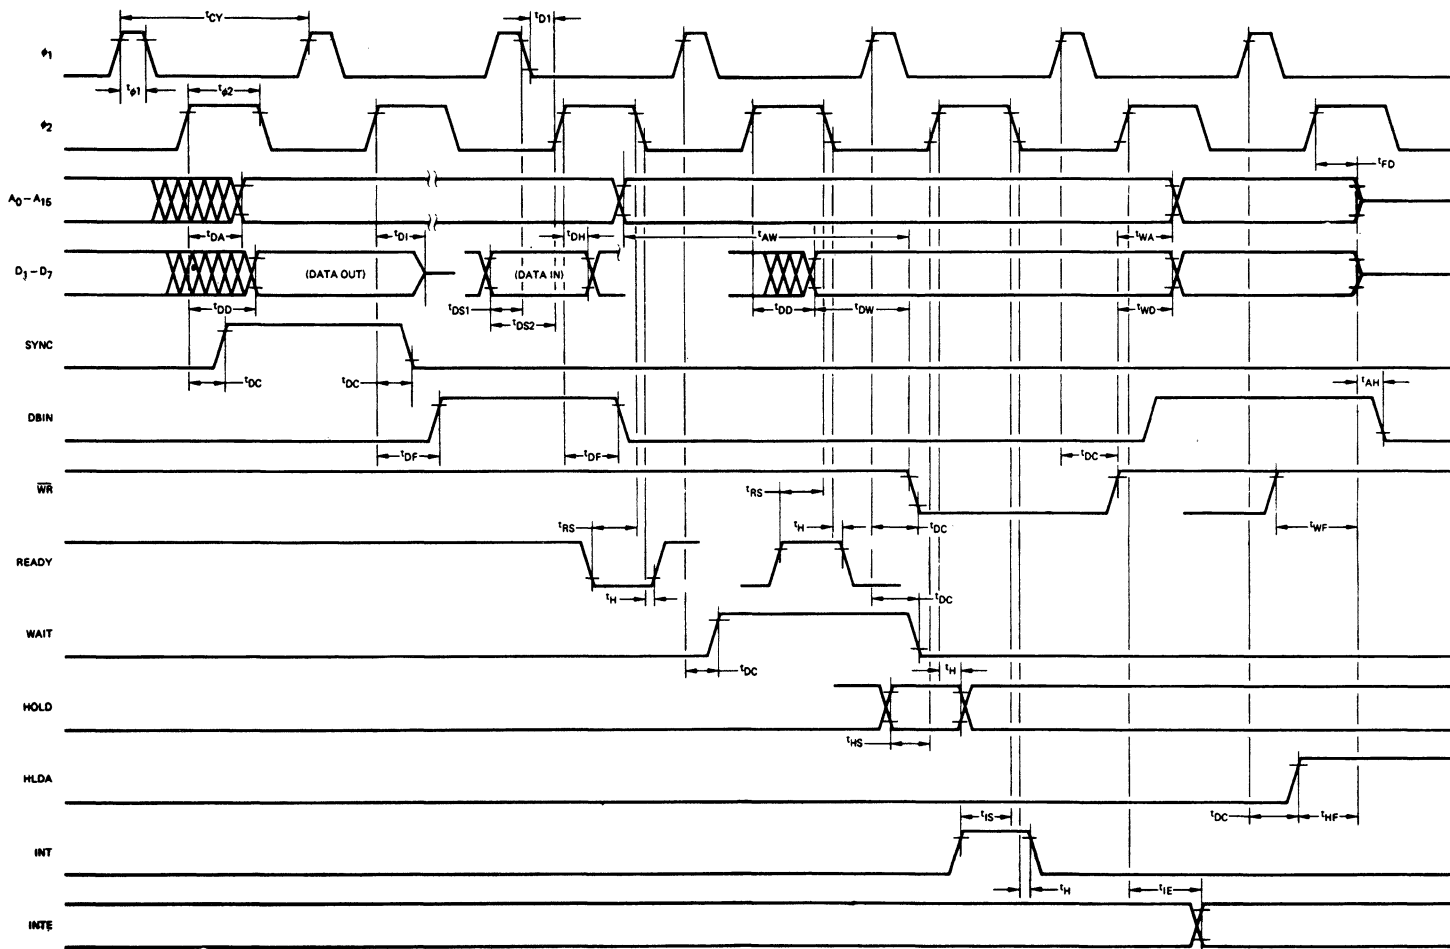 tCY
tD1
ϕ1
tϕ1
tϕ2
ϕ2
tFD
A0–A15
tDA
tDI
tDH
tAW
tWA
D̲J–D7
(DATA OUT)
(DATA IN)
tDD
tDS1
tDS2
tDD
tDW
tWD
SYNC
tDC
tDC
tAH
DBIN
tDF
tDF
tDC
WR
tRS
tRS
tH
tDC
tWF
READY
tH
tDC
WAIT
tDC
tH
HOLD
tHS
HLDA
tIS
tDC
tHF
INT
tH
tIE
INTE